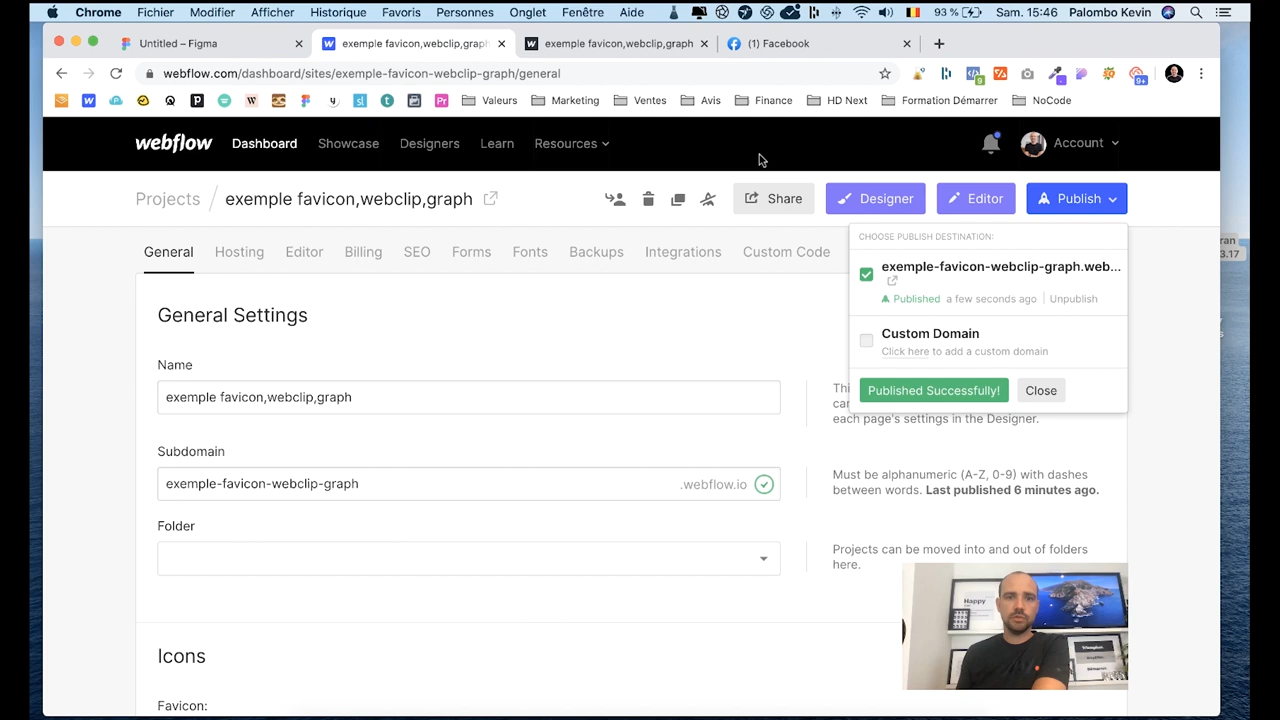 Chrome Fichier Modifier Afficher Historique Favoris Personnes Onglet Fenêtre Aide 93 % Sam. 15:46 Palombo Kevin
Untitled – Figma
exemple favicon,webclip,graph
exemple favicon,webclip,graph
(1) Facebook
webflow.com/dashboard/sites/exemple-favicon-webclip-graph/general
9
9+
Valeurs Marketing Ventes Avis Finance HD Next Formation Démarrer NoCode
webflow Dashboard Showcase Designers Learn Resources Account
Projects / exemple favicon,webclip,graph Share Designer Editor Publish
General Hosting Editor Billing SEO Forms Fonts Backups Integrations Custom Code
CHOOSE PUBLISH DESTINATION:
exemple-favicon-webclip-graph.web...
Published a few seconds ago Unpublish
Custom Domain
Click here to add a custom domain
Published Successfully! Close
ran
3.17
General Settings
Name
exemple favicon,webclip,graph
each page's settings in the Designer.
Subdomain
exemple-favicon-webclip-graph .webflow.io
Must be alphanumeric (A-Z, 0-9) with dashes
between words. Last published 6 minutes ago.
Folder
Projects can be moved into and out of folders
here.
Happy
Icons
Favicon